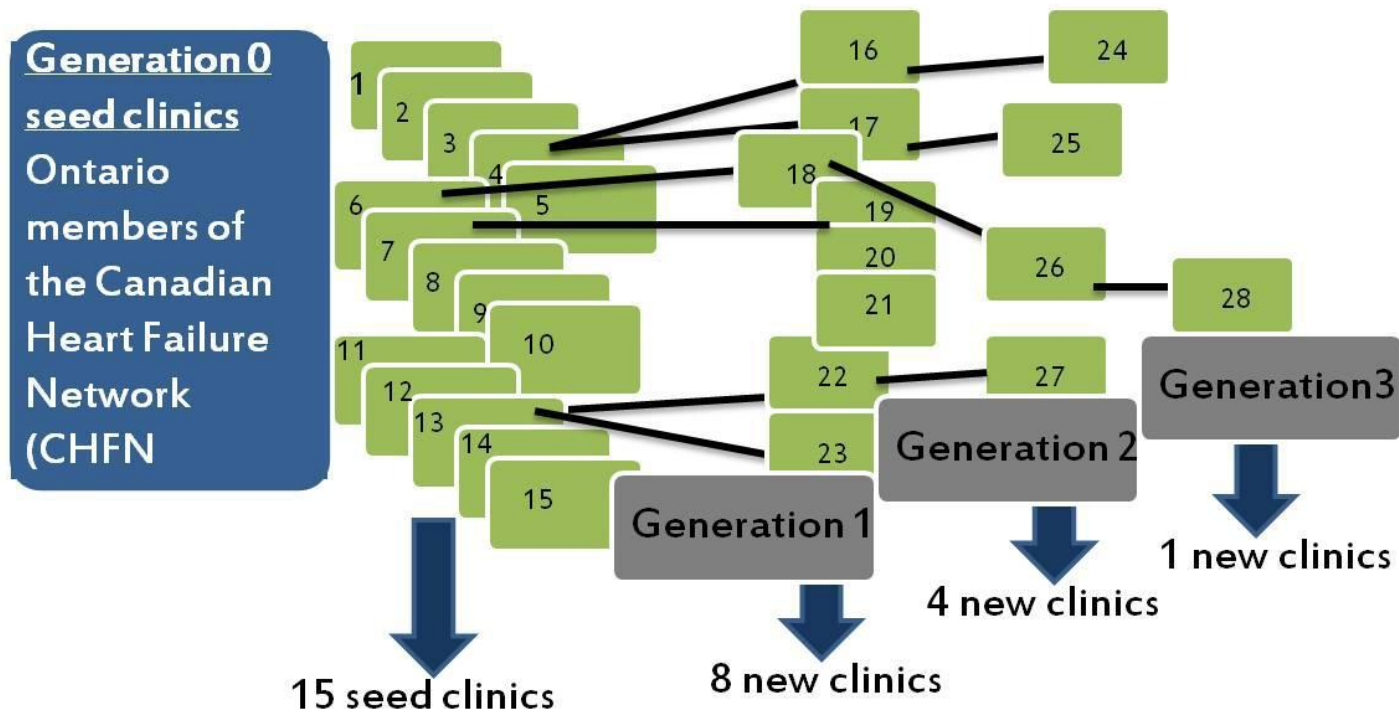 Generation 0
seed clinics
Ontario
members of
the Canadian
Heart Failure
Network
(CHFN
1
2
3
4
5
6
7
8
9
10
11
12
13
14
15
16
17
18
19
20
21
22
23
24
25
26
27
28
Generation 1
Generation 2
Generation3
15 seed clinics
8 new clinics
4 new clinics
1 new clinics